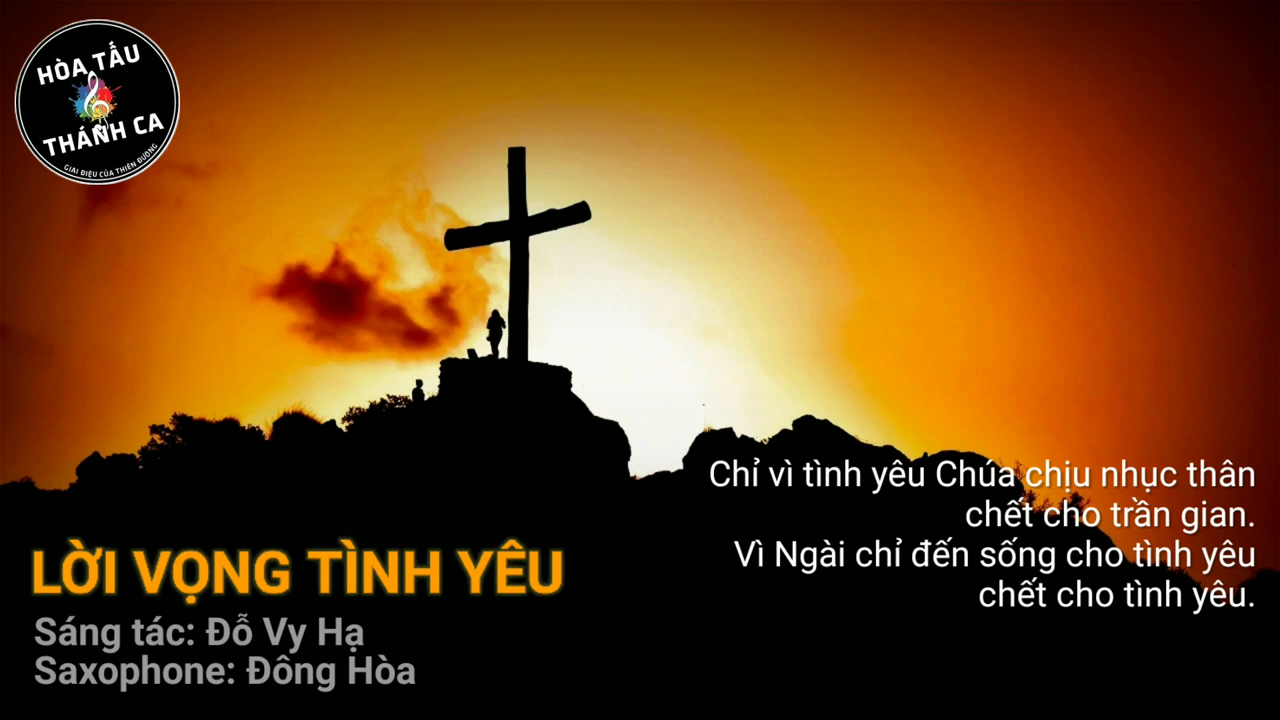 HÒA TẤU
THÁNH CA
GIAI ĐIỆU CỦA THIÊN ĐƯỜNG
Chỉ vì tình yêu Chúa chịu nhục thân
chết cho trần gian.
Vì Ngài chỉ đến sống cho tình yêu
chết cho tình yêu.
LỜI VỌNG TÌNH YÊU
Sáng tác: Đỗ Vy Hạ
Saxophone: Đông Hòa